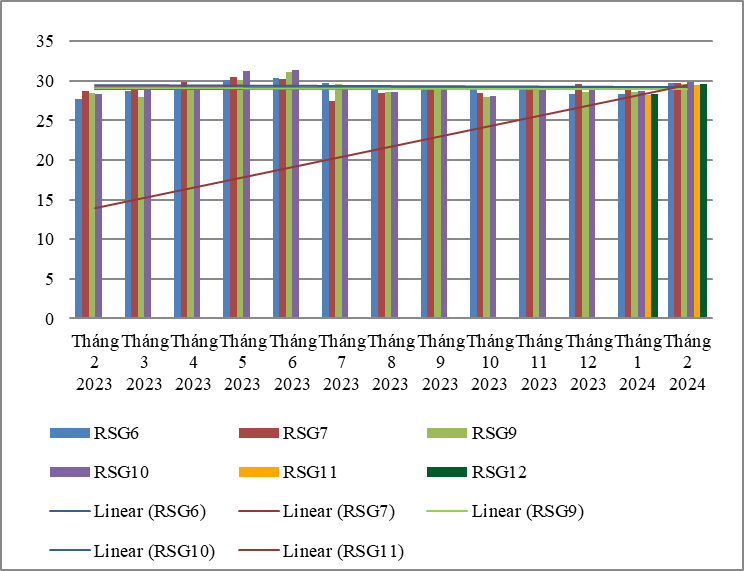 35
30
25
20
15
10
5
0
Tháng Tháng Tháng Tháng Tháng Tháng Tháng Tháng Tháng Tháng Tháng Tháng Tháng
2 3 4 5 6 7 8 9 10 11 12 1 2
2023 2023 2023 2023 2023 2023 2023 2023 2023 2023 2023 2024 2024
RSG6 RSG7 RSG9
RSG10 RSG11 RSG12
Linear (RSG6) Linear (RSG7) Linear (RSG9)
Linear (RSG10) Linear (RSG11)